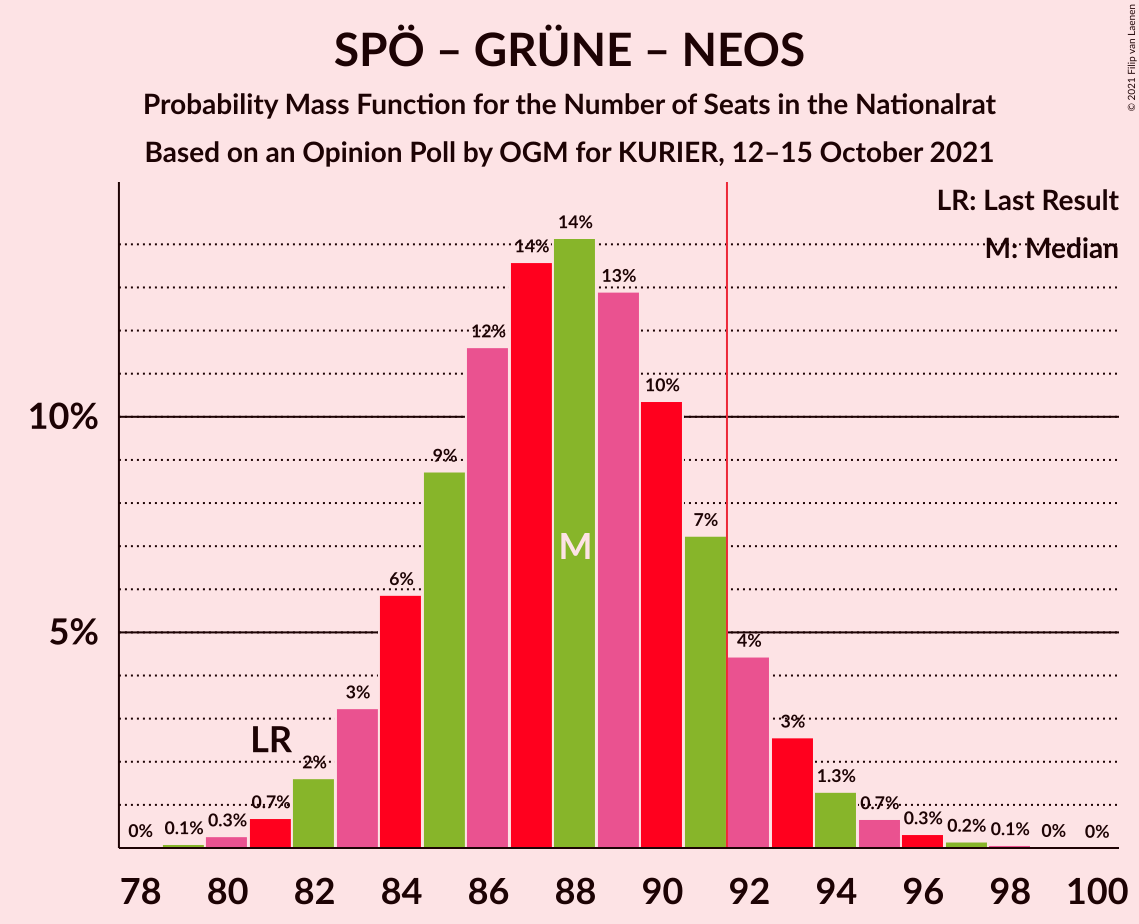 SPÖ – GRÜNE – NEOS
Probability Mass Function for the Number of Seats in the Nationalrat
Based on an Opinion Poll by OGM for KURIER, 12–15 October 2021
© 2021 Filip van Laenen
LR: Last Result
M: Median
10%
5%
0%
0.1%
0.3%
0.7%
LR
2%
3%
6%
9%
12%
14%
14%
M
13%
10%
7%
4%
3%
1.3%
0.7%
0.3%
0.2%
0.1%
0%
0%
78 80 82 84 86 88 90 92 94 96 98 100